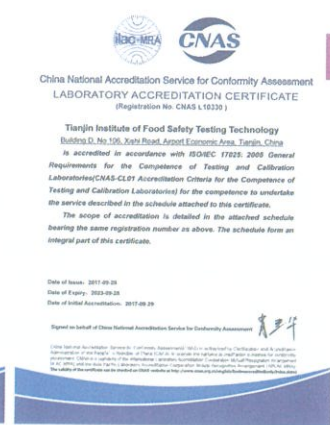 ilac-MRA
CNAS
China National Accreditation Service for Conformity Assessment
LABORATORY ACCREDITATION CERTIFICATE
(Registration No. CNAS L10330 )
Tianjin Institute of Food Safety Testing Technology
Building D, No.106, Xishi Road, Airport Economic Area, Tianjin, China
is accredited in accordance with ISO/IEC 17025: 2005 General
Requirements for the Competence of Testing and Calibration
Laboratories(CNAS-CL01 Accreditation Criteria for the Competence of
Testing and Calibration Laboratories) for the competence to undertake
the service described in the schedule attached to this certificate.
The scope of accreditation is detailed in the attached schedule
bearing the same registration number as above. The schedule form an
integral part of this certificate.
Date of Issue: 2017-09-29
Date of Expiry: 2023-09-28
Date of Initial Accreditation: 2017-09-29
Signed on behalf of China National Accreditation Service for Conformity Assessment